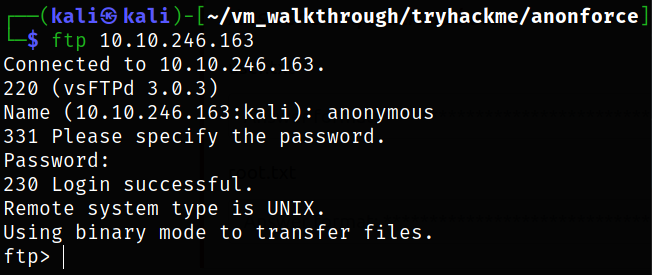 ┌──(kali㉿kali)-[~/vm_walkthrough/tryhackme/anonforce]
└─$ ftp 10.10.246.163
Connected to 10.10.246.163.
220 (vsFTPd 3.0.3)
Name (10.10.246.163:kali): anonymous
331 Please specify the password.
Password:
230 Login successful.
Remote system type is UNIX.
Using binary mode to transfer files.
ftp>